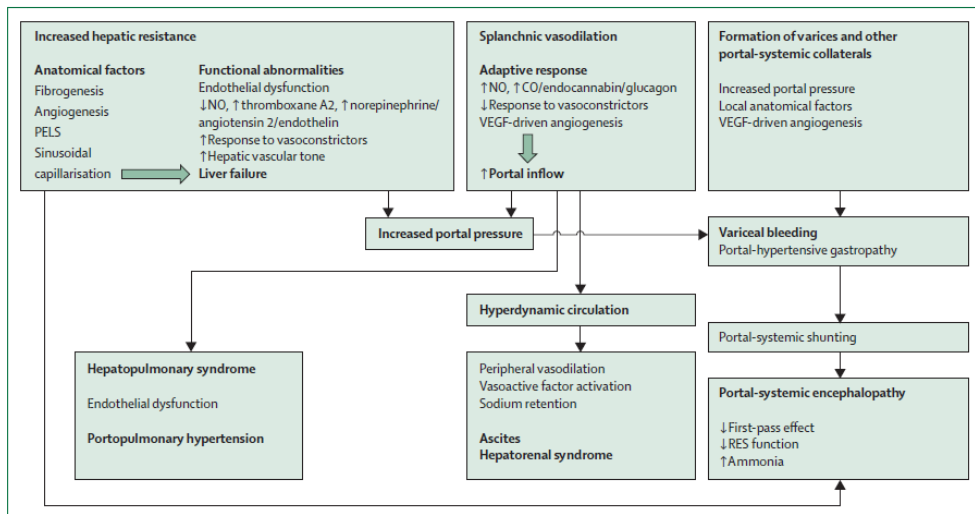 Increased hepatic resistance
Anatomical factors
Fibrogenesis
Angiogenesis
PELS
Sinusoidal
capillarisation
Functional abnormalities
Endothelial dysfunction
↓NO, ↑thromboxane A2, ↑norepinephrine/
angiotensin 2/endothelin
↑Response to vasoconstrictors
↑Hepatic vascular tone
Liver failure
Splanchnic vasodilation
Adaptive response
↑NO, ↑CO/endocannabin/glucagon
↓Response to vasoconstrictors
VEGF-driven angiogenesis
↑Portal inflow
Formation of varices and other
portal-systemic collaterals
Increased portal pressure
Local anatomical factors
VEGF-driven angiogenesis
Increased portal pressure
Variceal bleeding
Portal-hypertensive gastropathy
Hyperdynamic circulation
Portal-systemic shunting
Hepatopulmonary syndrome
Endothelial dysfunction
Portopulmonary hypertension
Peripheral vasodilation
Vasoactive factor activation
Sodium retention
Ascites
Hepatorenal syndrome
Portal-systemic encephalopathy
↓First-pass effect
↓RES function
↑Ammonia